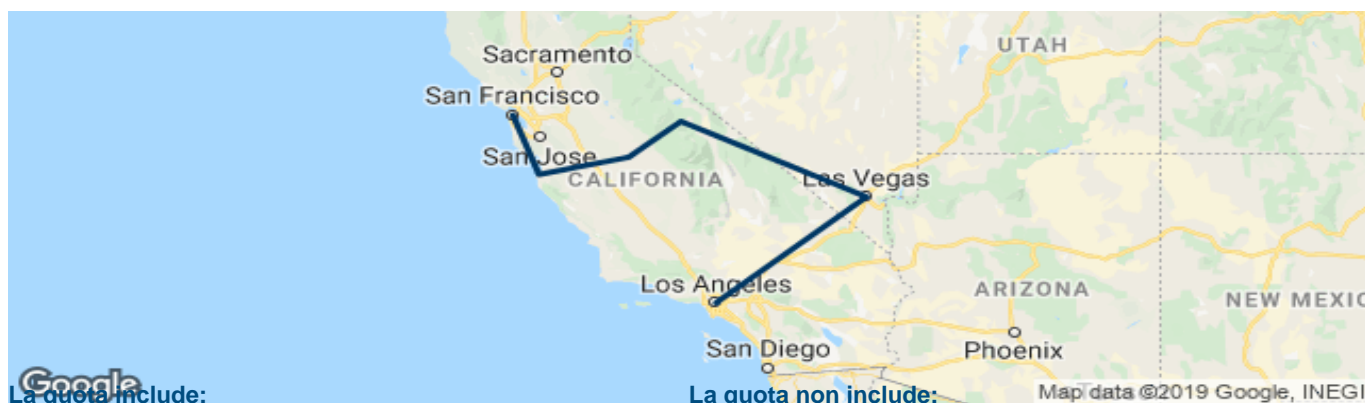 UTAH
Sacramento
San Francisco
San Jose
CALIFORNIA
Las Vegas
Los Angeles
ARIZONA
NEW MEXIC
San Diego
Phoenix
Google
Map data ©2019 Google, INEGI
La quota include:
La quota non include: